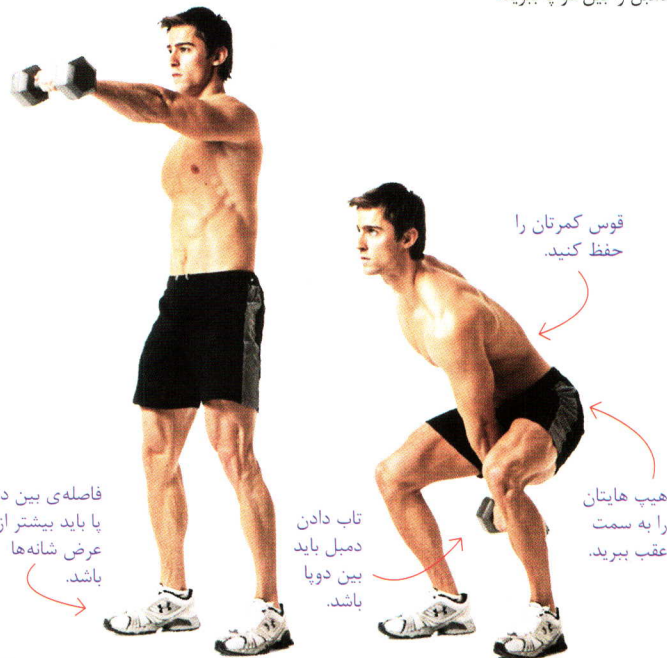 قوس کمرتان را
حفظ کنید.
هیپ هایتان
را به سمت
عقب ببرید.
تاب دادن
دمبل باید
بین دوپا
باشد.
فاصله‌ی بین
پا باید بیشتر از
عرض شانه‌ها
باشد.